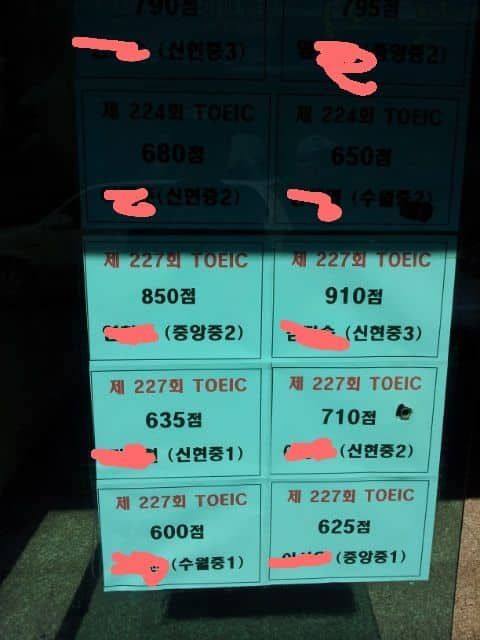 790점 795점
(신현중3) 중앙중2)
제 224회 TOEIC 제 224회 TOEIC
680점 650점
(신현중2) (수월중2)
제 227회 TOEIC 제 227회 TOEIC
850점 910점
(중앙중2) (신현중3)
제 227회 TOEIC 제 227회 TOEIC
635점 710점
(신현중1) (신현중2)
제 227회 TOEIC 제 227회 TOEIC
600점 625점
(수월중1) (중앙중1)